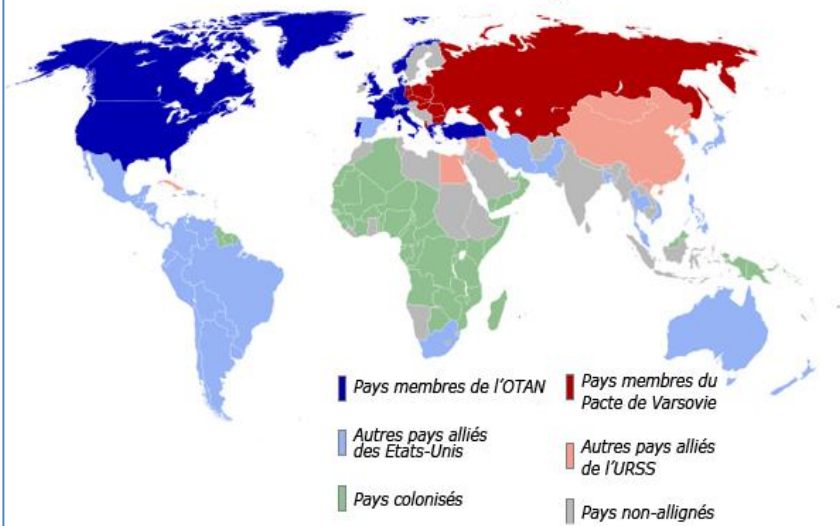 Pays membres de l'OTAN
Autres pays alliés
des Etats-Unis
Pays colonisés
Pays membres du
Pacte de Varsovie
Autres pays alliés
de l'URSS
Pays non-allignés